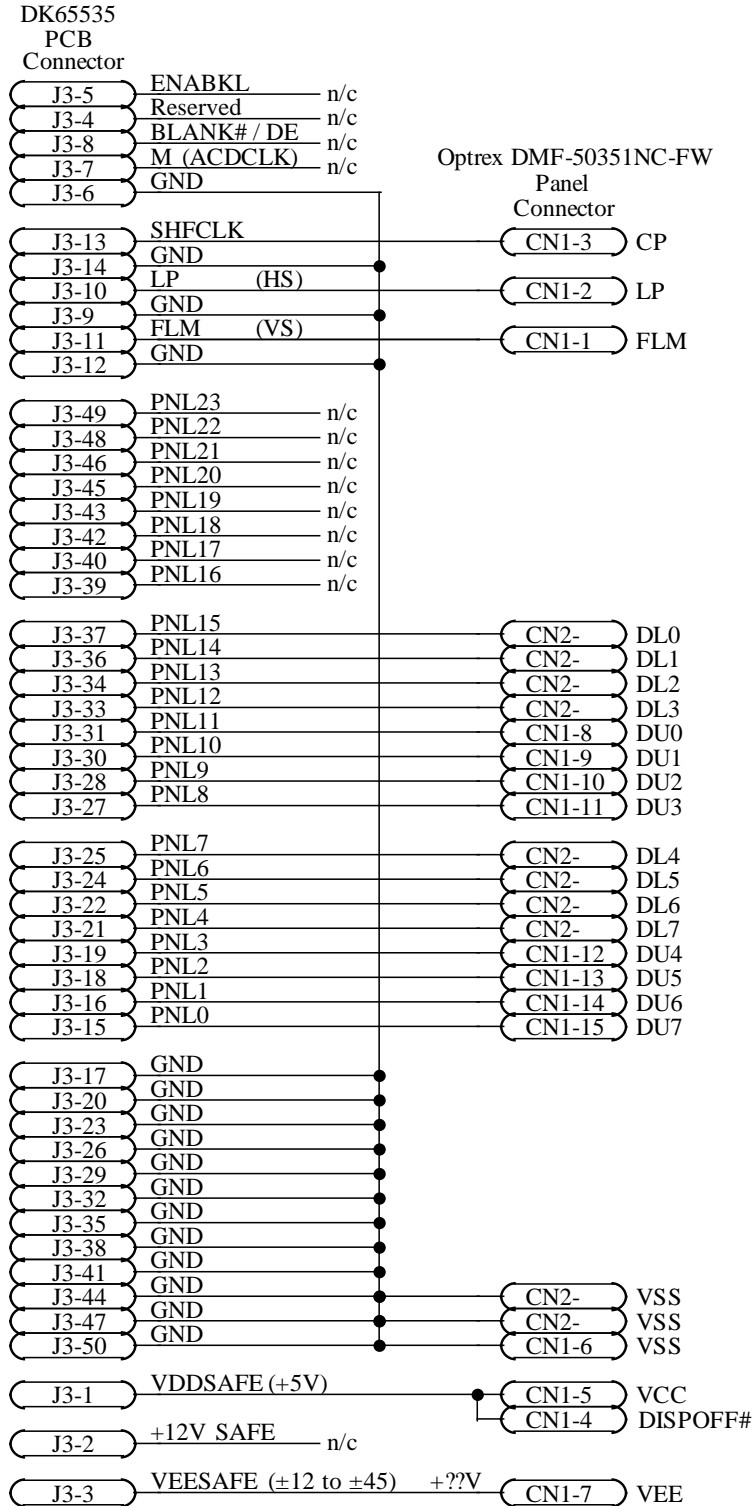 DK65535
PCB
Connector
J3-5 ENABKL n/c
J3-4 Reserved n/c
J3-8 BLANK# / DE n/c
J3-7 M (ACDCLK) n/c
J3-6 GND
Optrex DMF-50351NC-FW
Panel
Connector
J3-13 SHFCLK CN1-3 CP
J3-14 GND
J3-10 LP (HS) CN1-2 LP
J3-9 GND
J3-11 FLM (VS) CN1-1 FLM
J3-12 GND
J3-49 PNL23 n/c
J3-48 PNL22 n/c
J3-46 PNL21 n/c
J3-45 PNL20 n/c
J3-43 PNL19 n/c
J3-42 PNL18 n/c
J3-40 PNL17 n/c
J3-39 PNL16 n/c
J3-37 PNL15 CN2- DL0
J3-36 PNL14 CN2- DL1
J3-34 PNL13 CN2- DL2
J3-33 PNL12 CN2- DL3
J3-31 PNL11 CN1-8 DU0
J3-30 PNL10 CN1-9 DU1
J3-28 PNL9 CN1-10 DU2
J3-27 PNL8 CN1-11 DU3
J3-25 PNL7 CN2- DL4
J3-24 PNL6 CN2- DL5
J3-22 PNL5 CN2- DL6
J3-21 PNL4 CN2- DL7
J3-19 PNL3 CN1-12 DU4
J3-18 PNL2 CN1-13 DU5
J3-16 PNL1 CN1-14 DU6
J3-15 PNL0 CN1-15 DU7
J3-17 GND
J3-20 GND
J3-23 GND
J3-26 GND
J3-29 GND
J3-32 GND
J3-35 GND
J3-38 GND
J3-41 GND
J3-44 GND CN2- VSS
J3-47 GND CN2- VSS
J3-50 GND CN1-6 VSS
J3-1 VDDSAFE (+5V) CN1-5 VCC
CN1-4 DISPOFF#
J3-2 +12V SAFE n/c
J3-3 VEESAFE (±12 to ±45) +??V CN1-7 VEE